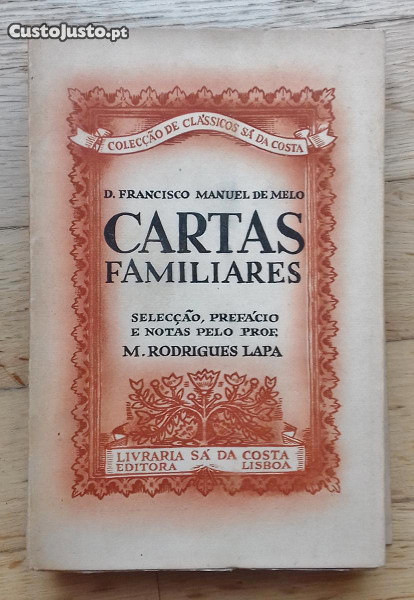 CustoJusto.pt
COLECÇÃO DE CLÁSSICOS SÁ DA COSTA
D. FRANCISCO MANUEL DE MELO
CARTAS
FAMILIARES
SELECÇÃO, PREFÁCIO
E NOTAS PELO PROF.
M. RODRIGUES LAPA
LIVRARIA SÁ DA COSTA
EDITORA LISBOA